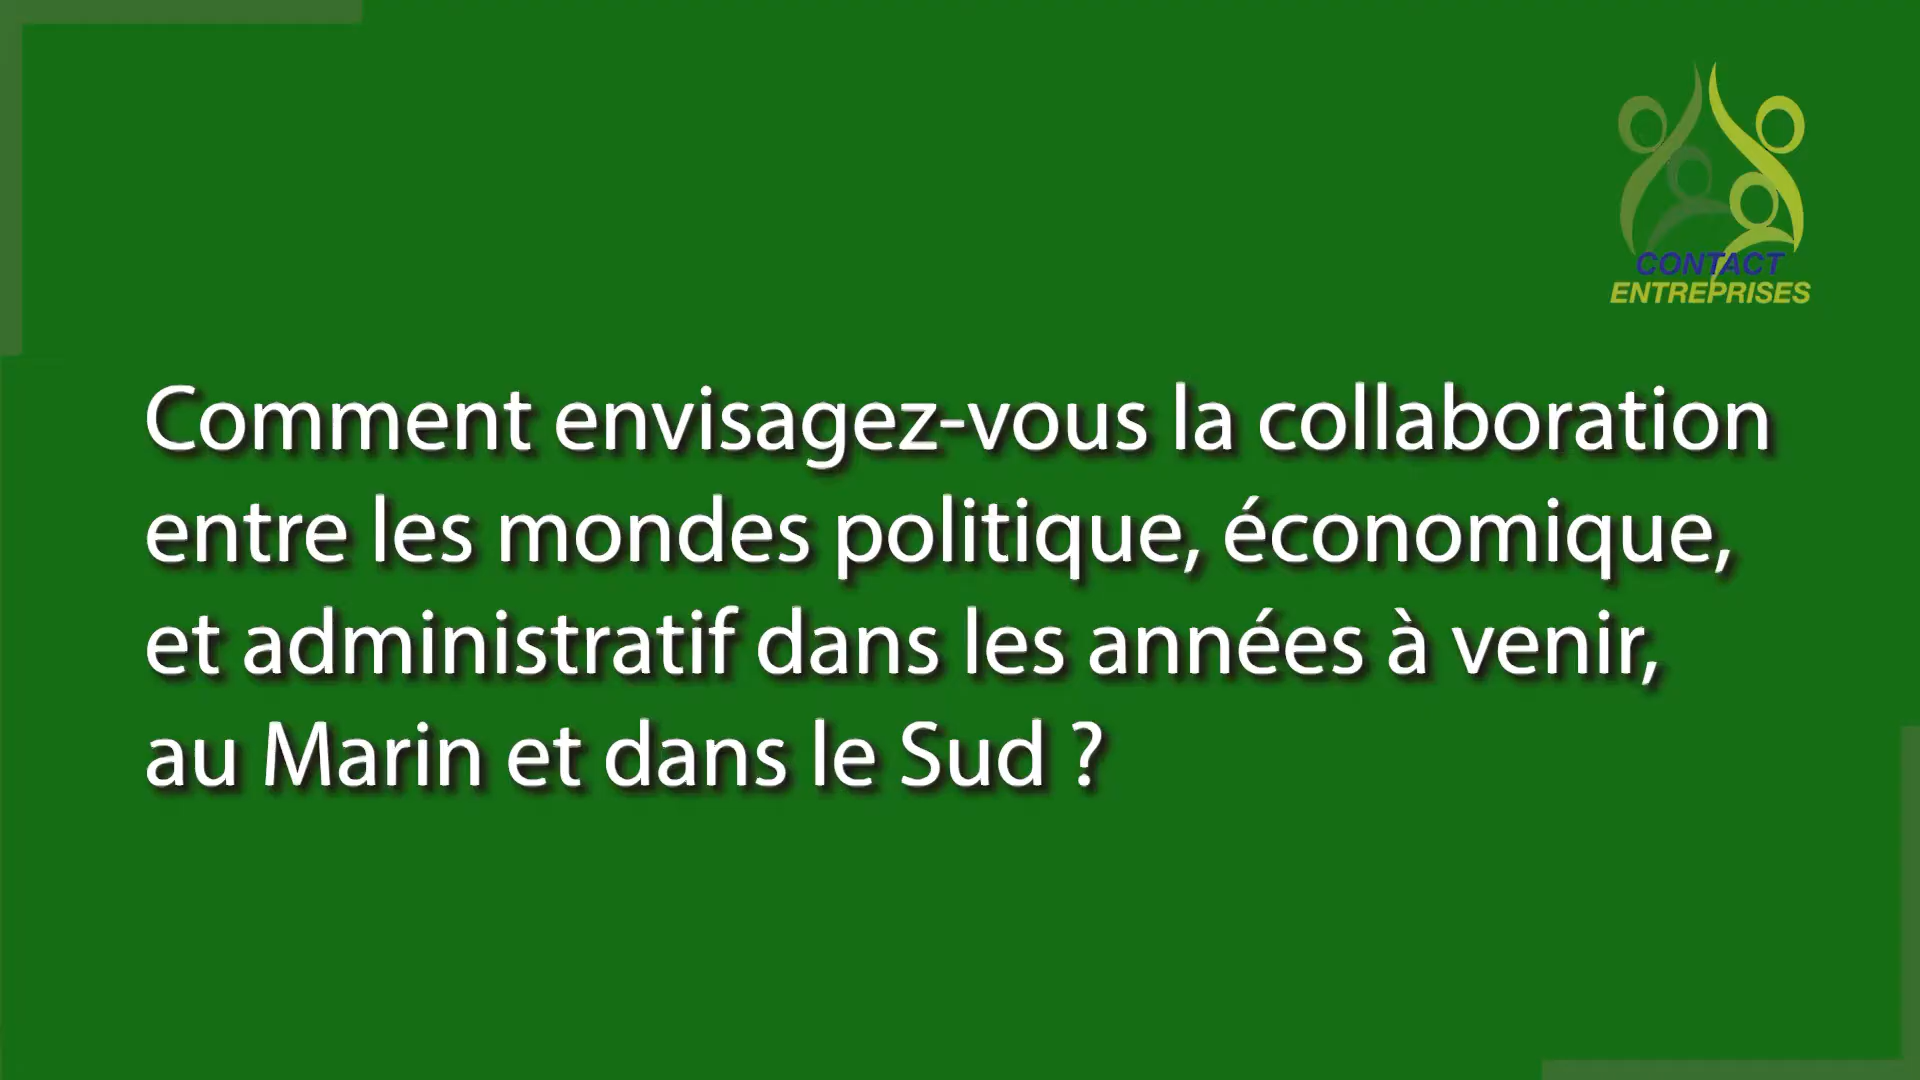 CONTACT
ENTREPRISES
Comment envisagez-vous la collaboration
entre les mondes politique, économique,
et administratif dans les années à venir,
au Marin et dans le Sud ?